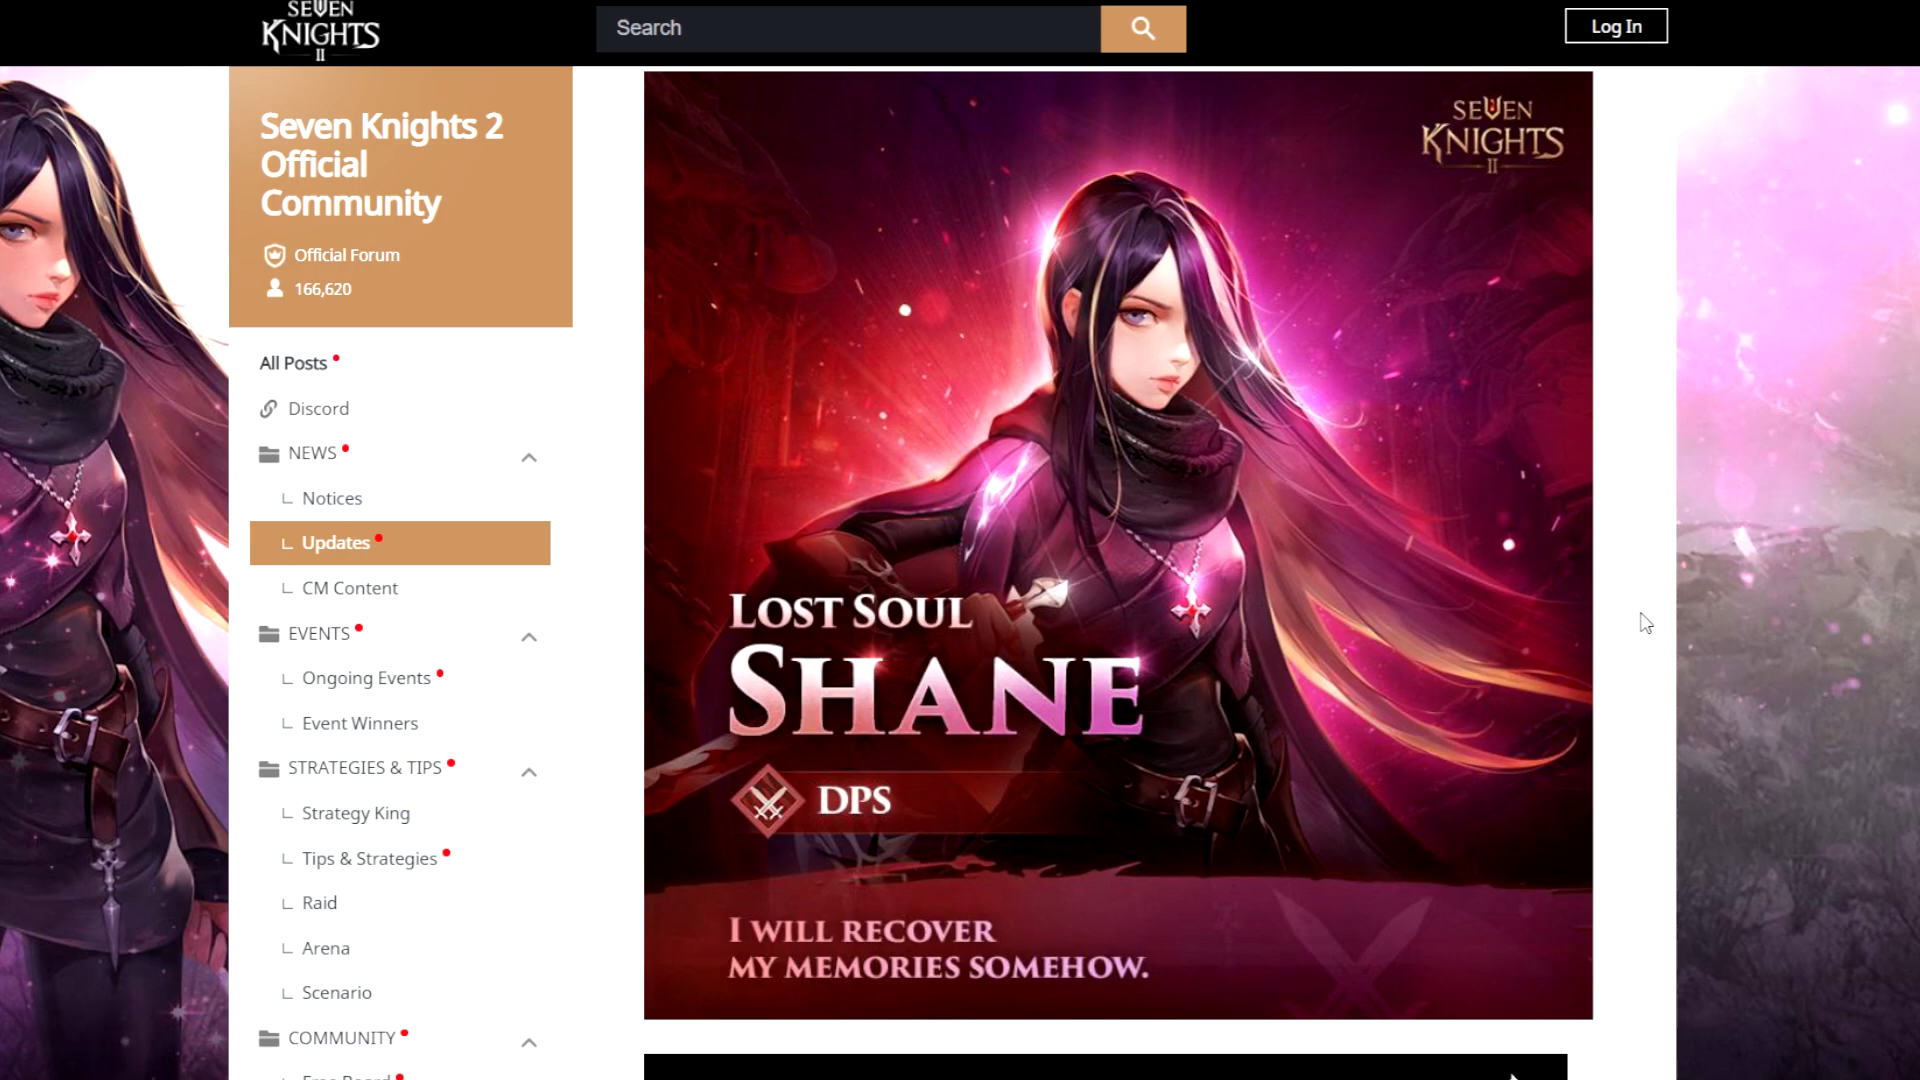 SEVEN
KNIGHTS
II
Search
Log In
Seven Knights 2
Official
Community
Official Forum
166,620
All Posts
Discord
NEWS
Notices
Updates
CM Content
EVENTS
Ongoing Events
Event Winners
STRATEGIES & TIPS
Strategy King
Tips & Strategies
Raid
Arena
Scenario
COMMUNITY
Free Board
SEVEN
KNIGHTS
II
LOST SOUL
SHANE
DPS
I WILL RECOVER
MY MEMORIES SOMEHOW.